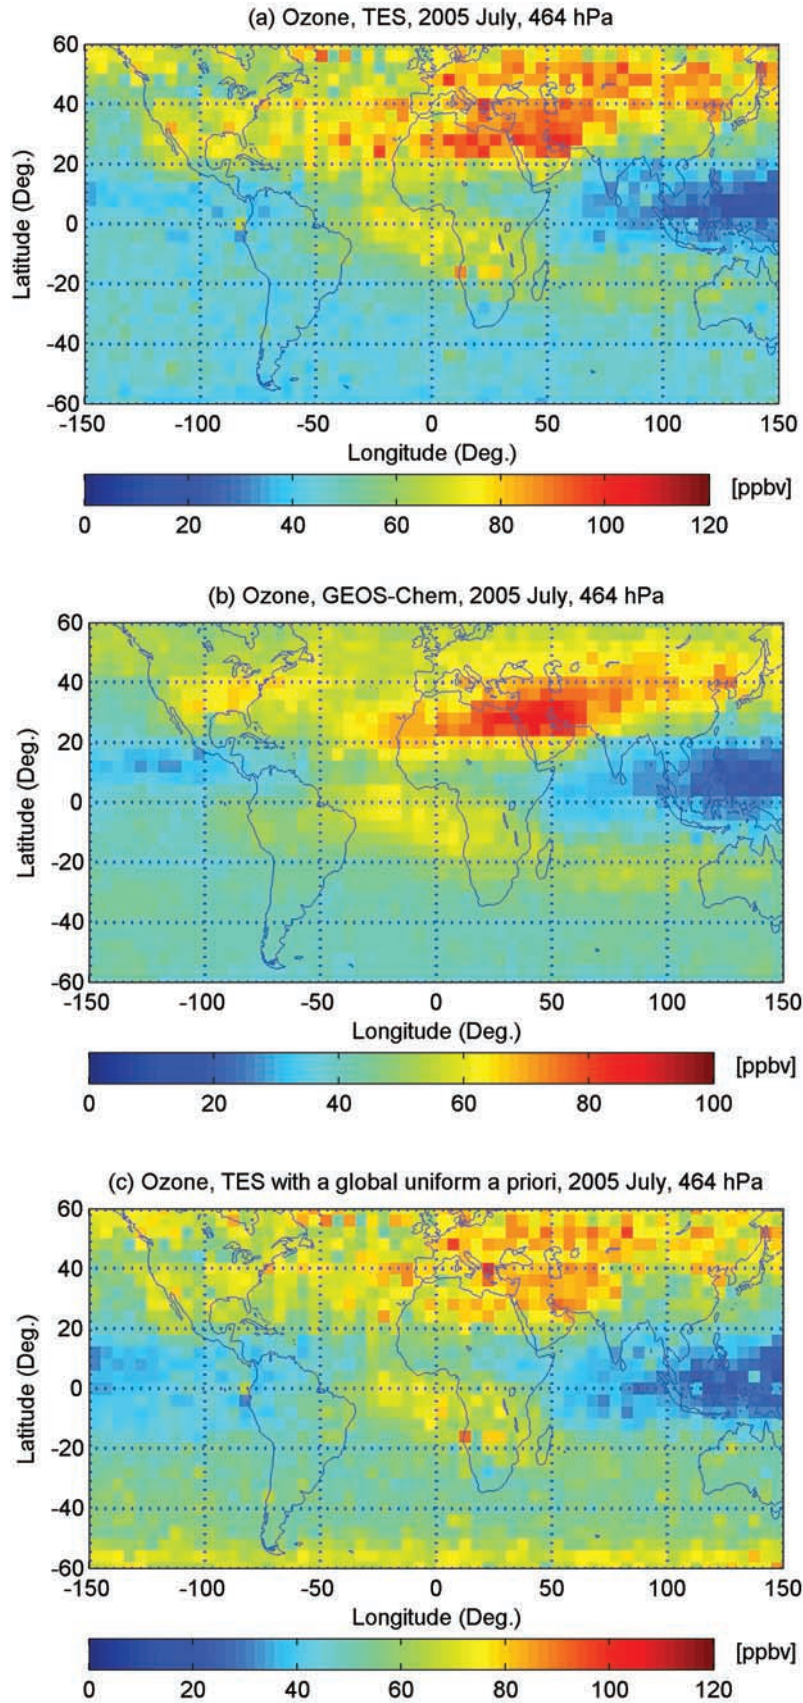 (a) Ozone, TES, 2005 July, 464 hPa
60
40
20
0
-20
-40
-60
Latitude (Deg.)
-150 -100 -50 0 50 100 150
Longitude (Deg.)
[ppbv]
0 20 40 60 80 100 120
(b) Ozone, GEOS-Chem, 2005 July, 464 hPa
60
40
20
0
-20
-40
-60
Latitude (Deg.)
-150 -100 -50 0 50 100 150
Longitude (Deg.)
[ppbv]
0 20 40 60 80 100
(c) Ozone, TES with a global uniform a priori, 2005 July, 464 hPa
60
40
20
0
-20
-40
-60
Latitude (Deg.)
-150 -100 -50 0 50 100 150
Longitude (Deg.)
[ppbv]
0 20 40 60 80 100 120